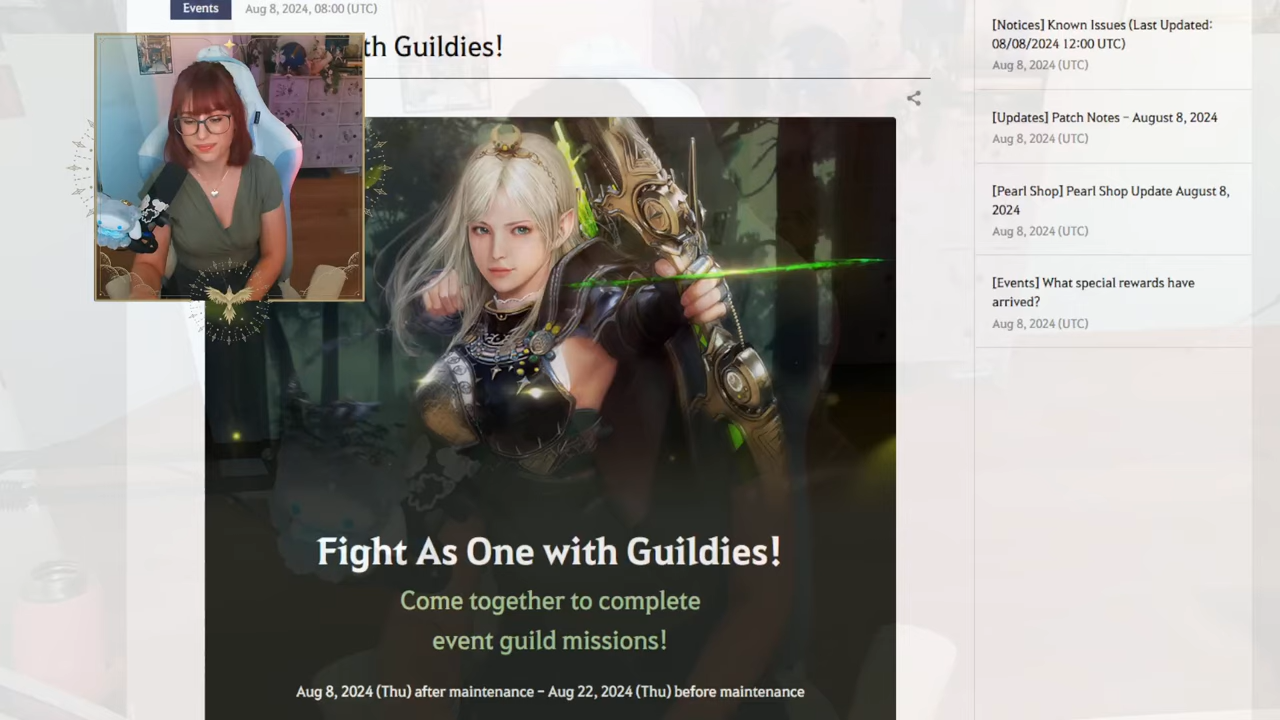 Events
Aug 8, 2024, 08:00 (UTC)
th Guildies!
Fight As One with Guildies!
Come together to complete
event guild missions!
Aug 8, 2024 (Thu) after maintenance – Aug 22, 2024 (Thu) before maintenance
[Notices] Known Issues (Last Updated:
08/08/2024 12:00 UTC)
Aug 8, 2024 (UTC)
[Updates] Patch Notes – August 8, 2024
Aug 8, 2024 (UTC)
[Pearl Shop] Pearl Shop Update August 8,
2024
Aug 8, 2024 (UTC)
[Events] What special rewards have
arrived?
Aug 8, 2024 (UTC)